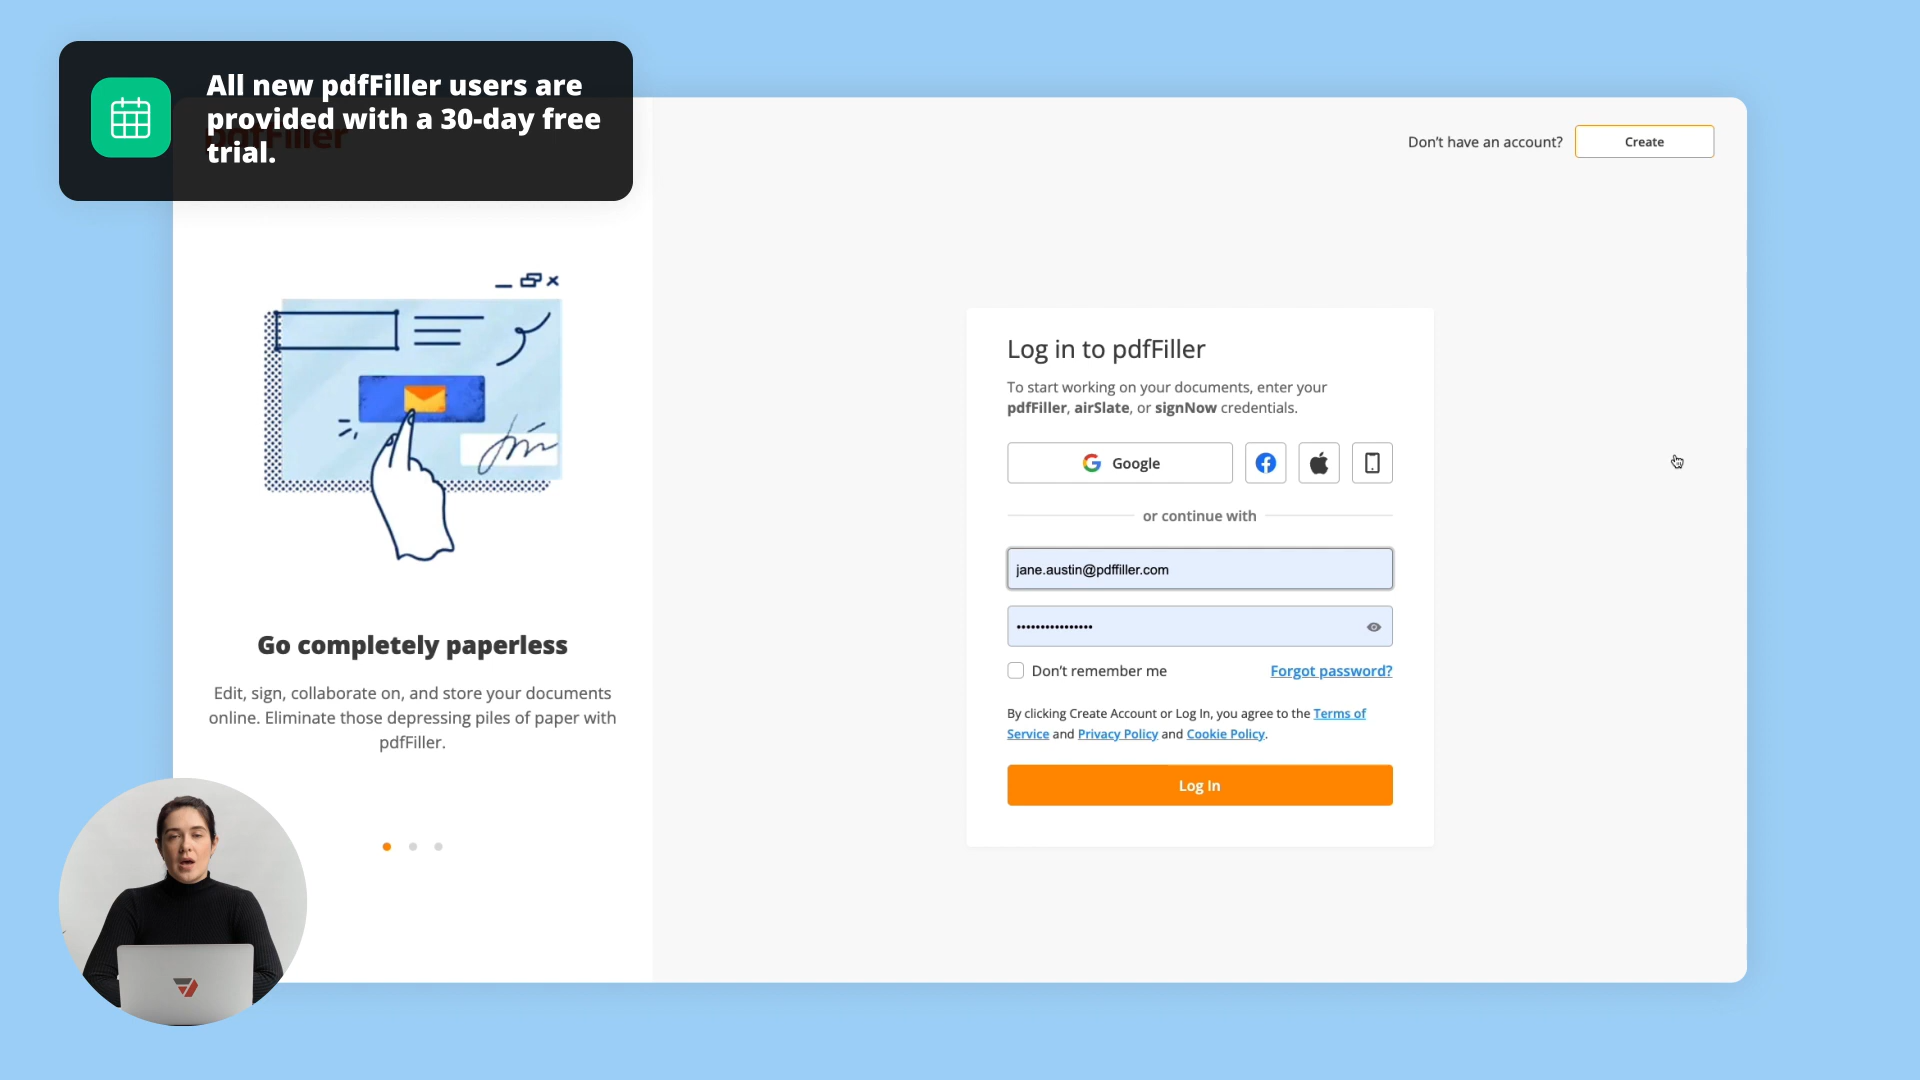 All new pdfFiller users are
provided with a 30-day free
trial.
pdfFiller
Don't have an account?
Create
Go completely paperless
Edit, sign, collaborate on, and store your documents
online. Eliminate those depressing piles of paper with
pdfFiller.
Log in to pdfFiller
To start working on your documents, enter your
pdfFiller, airSlate, or signNow credentials.
Google
or continue with
jane.austin@pdffiller.com
••••••••••••••••
Don't remember me
Forgot password?
By clicking Create Account or Log In, you agree to the Terms of
Service and Privacy Policy and Cookie Policy.
Log In